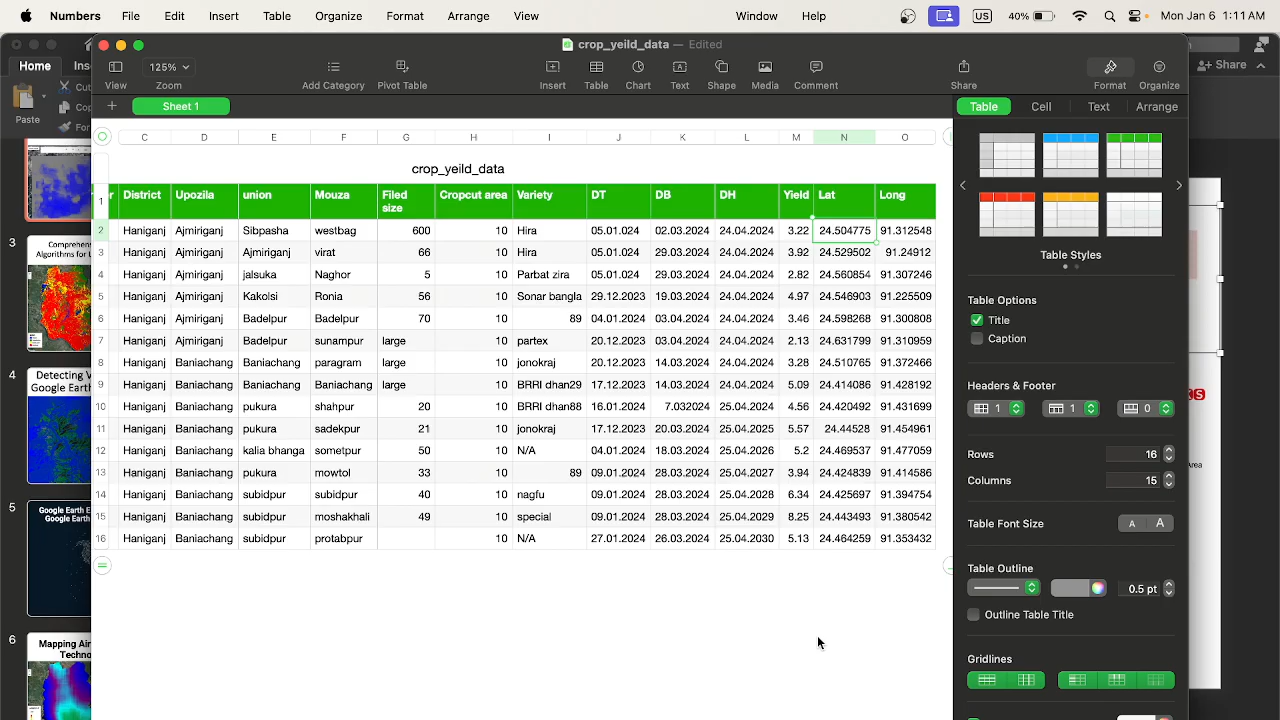 Numbers File Edit Insert Table Organize Format Arrange View Window Help US 40% Mon Jan 6 1:11 AM
crop_yeild_data — Edited
Home Share
125%
View Zoom Add Category Pivot Table Insert Table Chart Text Shape Media Comment Share Format Organize
Paste
Sheet 1
Table Cell Text Arrange
C D E F G H I J K L M N O
crop_yeild_data
1 r District Upozila union Mouza Filed size Cropcut area Variety DT DB DH Yield Lat Long
2 Haniganj Ajmiriganj Sibpasha westbag 600 10 Hira 05.01.024 02.03.2024 24.04.2024 3.22 24.504775 91.312548
3 Haniganj Ajmiriganj Ajmiriganj virat 66 10 Hira 05.01.024 29.03.2024 24.04.2024 3.92 24.529502 91.24912
4 Haniganj Ajmiriganj jalsuka Naghor 5 10 Parbat zira 05.01.024 29.03.2024 24.04.2024 2.82 24.560854 91.307246
5 Haniganj Ajmiriganj Kakolsi Ronia 56 10 Sonar bangla 29.12.2023 19.03.2024 24.04.2024 4.97 24.546903 91.225509
6 Haniganj Ajmiriganj Badelpur Badelpur 70 10 89 04.01.2024 03.04.2024 24.04.2024 3.46 24.598268 91.300808
7 Haniganj Ajmiriganj Badelpur sunampur large 10 partex 20.12.2023 03.04.2024 24.04.2024 2.13 24.631799 91.310959
8 Haniganj Baniachang Baniachang paragram large 10 jonokraj 20.12.2023 14.03.2024 24.04.2024 3.28 24.510765 91.372466
9 Haniganj Baniachang Baniachang Baniachang large 10 BRRI dhan29 17.12.2023 14.03.2024 24.04.2024 5.09 24.414086 91.428192
10 Haniganj Baniachang pukura shahpur 20 10 BRRI dhan88 16.01.2024 7.032024 25.04.2024 4.56 24.420492 91.431699
11 Haniganj Baniachang pukura sadekpur 21 10 jonokraj 17.12.2023 20.03.2024 25.04.2025 5.57 24.44528 91.454961
12 Haniganj Baniachang kalia bhanga sometpur 50 10 N/A 04.01.2024 18.03.2024 25.04.2026 5.2 24.469537 91.477059
13 Haniganj Baniachang pukura mowtol 33 10 89 09.01.2024 28.03.2024 25.04.2027 3.94 24.424839 91.414586
14 Haniganj Baniachang subidpur subidpur 40 10 nagfu 09.01.2024 28.03.2024 25.04.2028 6.34 24.425697 91.394754
15 Haniganj Baniachang subidpur moshakhali 49 10 special 09.01.2024 28.03.2024 25.04.2029 8.25 24.443493 91.380542
16 Haniganj Baniachang subidpur protabpur 10 N/A 27.01.2024 26.03.2024 25.04.2030 5.13 24.464259 91.353432
Table Styles
Table Options
Title
Caption
Headers & Footer
1 1 0
Rows 16
Columns 15
Table Font Size A A
Table Outline
0.5 pt
Outline Table Title
Gridlines
3
Algorithms for
4
Detecting
Google Earth
5
Google Earth
Google Earth
6
Mapping
S
Area